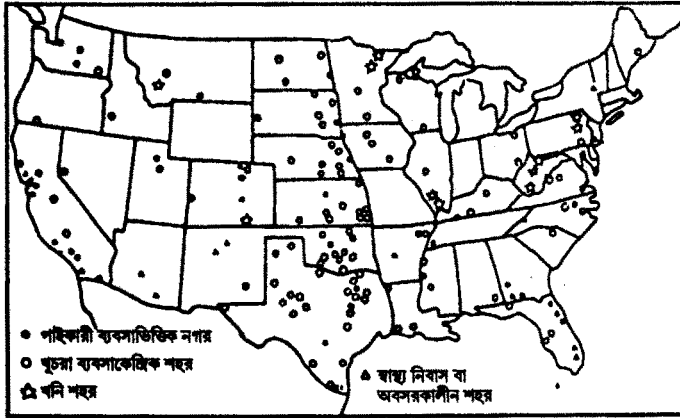 পাইকারী ব্যবসাভিত্তিক নগর
খুচরা ব্যবসাকেন্দ্রিক শহর
খনি শহর
স্বাস্থ্য নিবাস বা
অবসরকালীন শহর